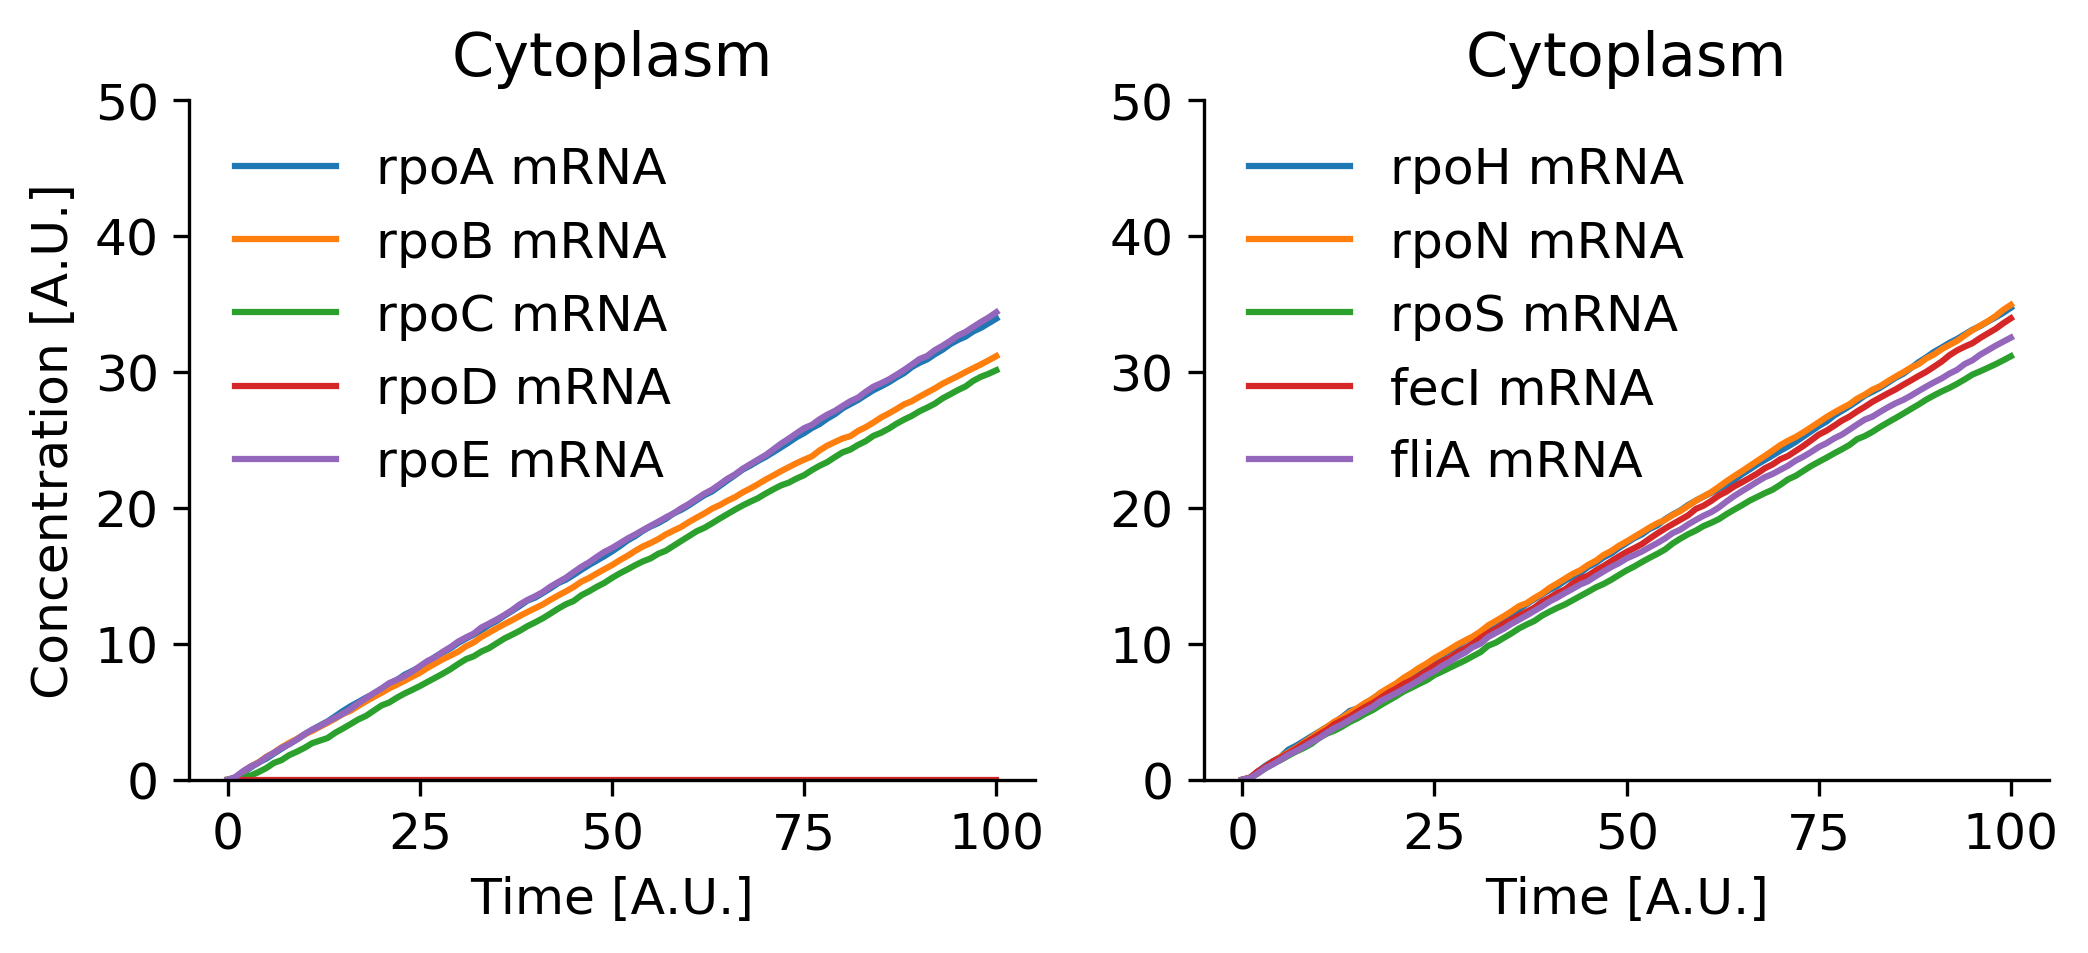 Cytoplasm
50
40
30
20
10
0
Concentration [A.U.]
rpoA mRNA
rpoB mRNA
rpoC mRNA
rpoD mRNA
rpoE mRNA
0 25 50 75 100
Time [A.U.]
Cytoplasm
50
40
30
20
10
0
rpoH mRNA
rpoN mRNA
rpoS mRNA
fecI mRNA
fliA mRNA
0 25 50 75 100
Time [A.U.]